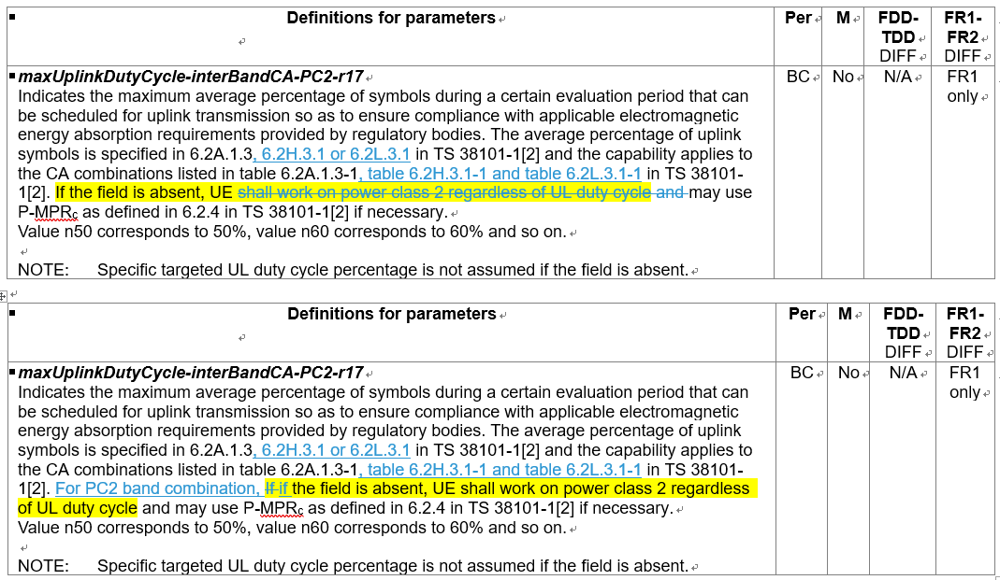 Definitions for parameters Per M FDD- FR1-
TDD FR2
DIFF DIFF
maxUplinkDutyCycle-interBandCA-PC2-r17 BC No N/A FR1
Indicates the maximum average percentage of symbols during a certain evaluation period that can only
be scheduled for uplink transmission so as to ensure compliance with applicable electromagnetic
energy absorption requirements provided by regulatory bodies. The average percentage of uplink
symbols is specified in 6.2A.1.3, 6.2H.3.1 or 6.2L.3.1 in TS 38101-1[2] and the capability applies to
the CA combinations listed in table 6.2A.1.3-1, table 6.2H.3.1-1 and table 6.2L.3.1-1 in TS 38101-
1[2]. If the field is absent, UE shall work on power class 2 regardless of UL duty cycle and may use
P-MPRc as defined in 6.2.4 in TS 38101-1[2] if necessary.
Value n50 corresponds to 50%, value n60 corresponds to 60% and so on.
NOTE: Specific targeted UL duty cycle percentage is not assumed if the field is absent.
Definitions for parameters Per M FDD- FR1-
TDD FR2
DIFF DIFF
maxUplinkDutyCycle-interBandCA-PC2-r17 BC No N/A FR1
Indicates the maximum average percentage of symbols during a certain evaluation period that can only
be scheduled for uplink transmission so as to ensure compliance with applicable electromagnetic
energy absorption requirements provided by regulatory bodies. The average percentage of uplink
symbols is specified in 6.2A.1.3, 6.2H.3.1 or 6.2L.3.1 in TS 38101-1[2] and the capability applies to
the CA combinations listed in table 6.2A.1.3-1, table 6.2H.3.1-1 and table 6.2L.3.1-1 in TS 38101-
1[2]. For PC2 band combination, If if the field is absent, UE shall work on power class 2 regardless
of UL duty cycle and may use P-MPRc as defined in 6.2.4 in TS 38101-1[2] if necessary.
Value n50 corresponds to 50%, value n60 corresponds to 60% and so on.
NOTE: Specific targeted UL duty cycle percentage is not assumed if the field is absent.